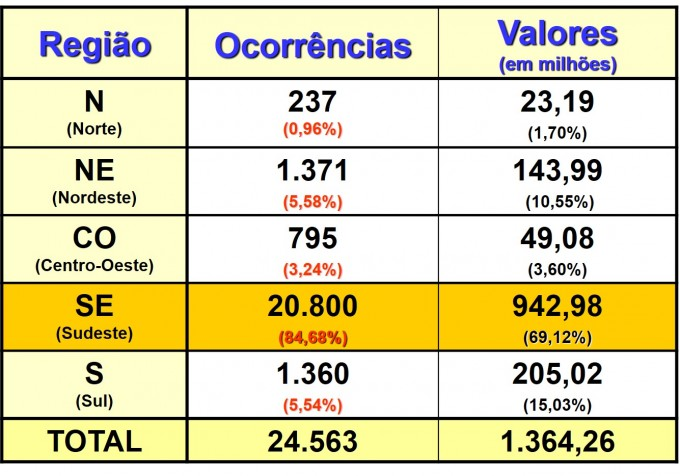 Região Ocorrências Valores
(em milhões)
N 237 23,19
(Norte) (0,96%) (1,70%)
NE 1.371 143,99
(Nordeste) (5,58%) (10,55%)
CO 795 49,08
(Centro-Oeste) (3,24%) (3,60%)
SE 20.800 942,98
(Sudeste) (84,68%) (69,12%)
S 1.360 205,02
(Sul) (5,54%) (15,03%)
TOTAL 24.563 1.364,26